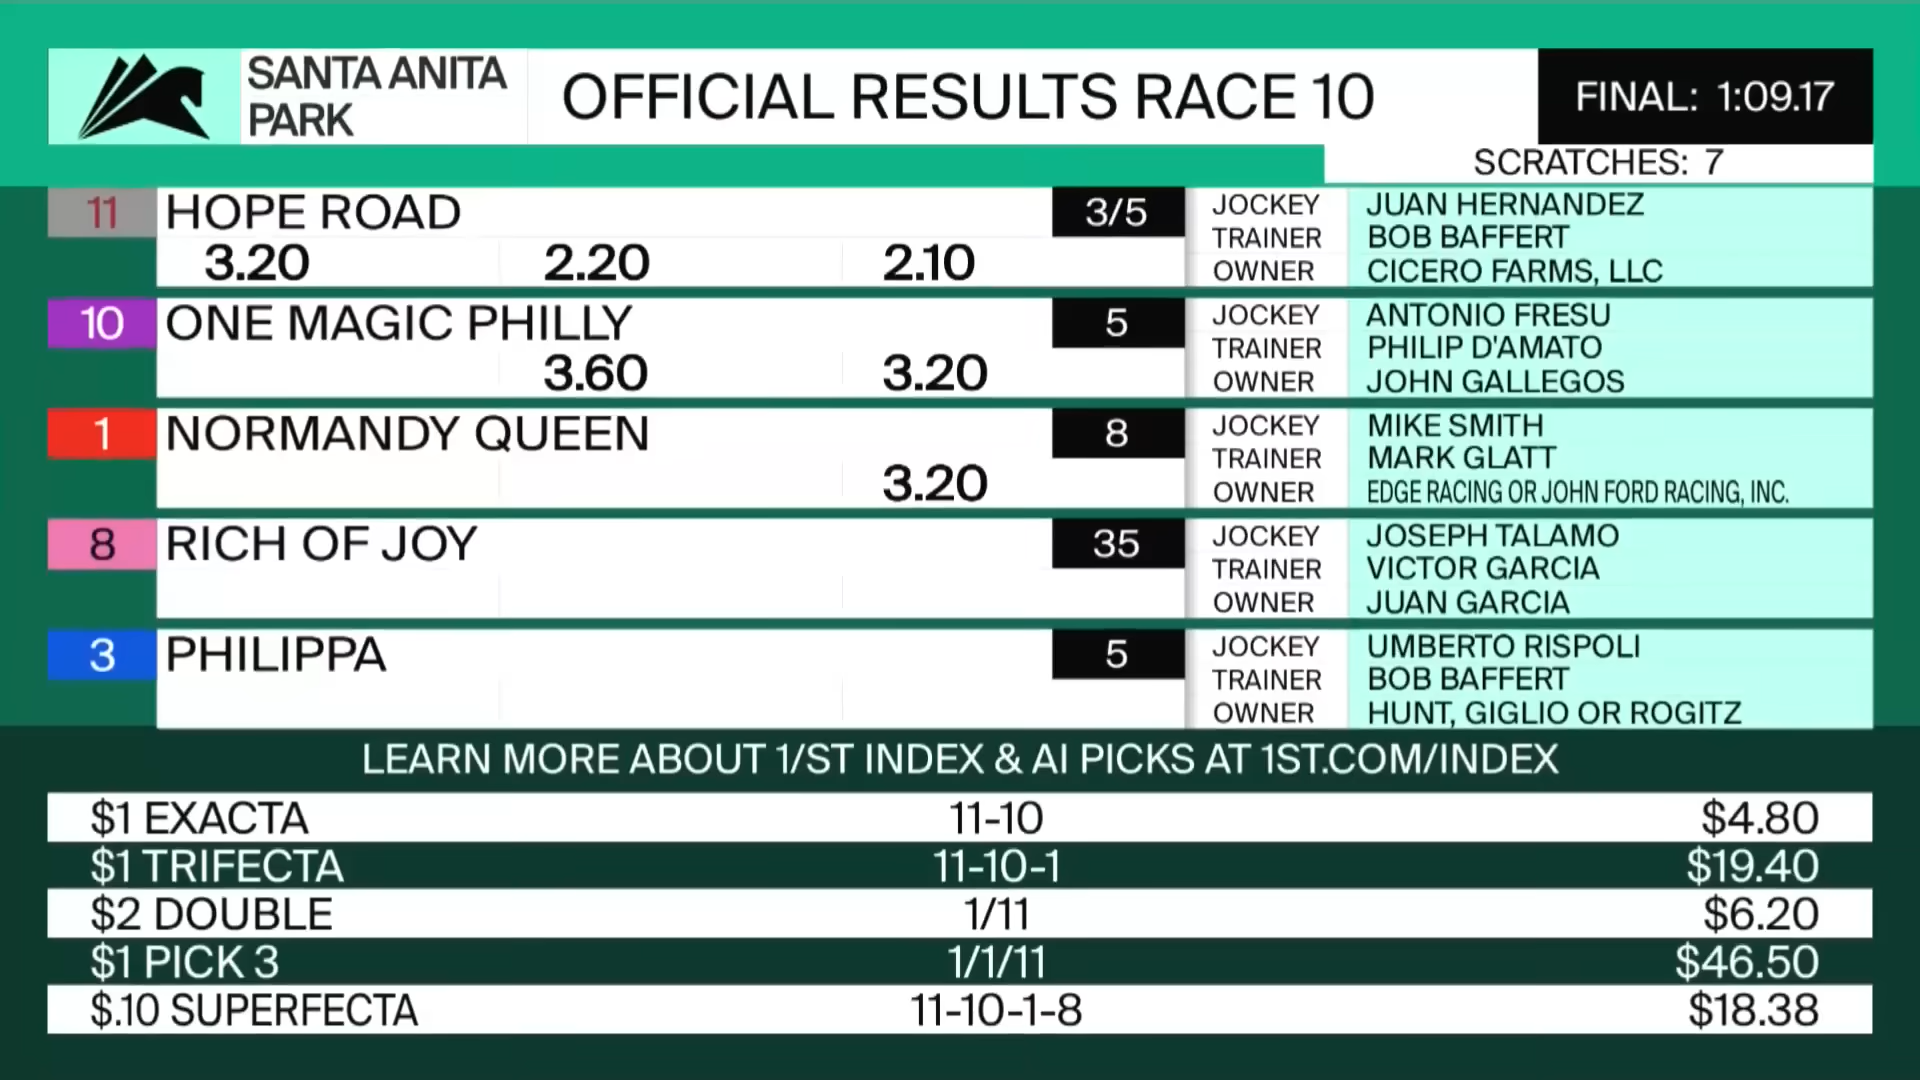 SANTA ANITA
PARK
OFFICIAL RESULTS RACE 10
FINAL: 1:09.17
SCRATCHES: 7
11 HOPE ROAD 3/5
3.20 2.20 2.10
JOCKEY JUAN HERNANDEZ
TRAINER BOB BAFFERT
OWNER CICERO FARMS, LLC
10 ONE MAGIC PHILLY 5
3.60 3.20
JOCKEY ANTONIO FRESU
TRAINER PHILIP D'AMATO
OWNER JOHN GALLEGOS
1 NORMANDY QUEEN 8
3.20
JOCKEY MIKE SMITH
TRAINER MARK GLATT
OWNER EDGE RACING OR JOHN FORD RACING, INC.
8 RICH OF JOY 35
JOCKEY JOSEPH TALAMO
TRAINER VICTOR GARCIA
OWNER JUAN GARCIA
3 PHILIPPA 5
JOCKEY UMBERTO RISPOLI
TRAINER BOB BAFFERT
OWNER HUNT, GIGLIO OR ROGITZ
LEARN MORE ABOUT 1/ST INDEX & AI PICKS AT 1ST.COM/INDEX
$1 EXACTA 11-10 $4.80
$1 TRIFECTA 11-10-1 $19.40
$2 DOUBLE 1/11 $6.20
$1 PICK 3 1/1/11 $46.50
$.10 SUPERFECTA 11-10-1-8 $18.38